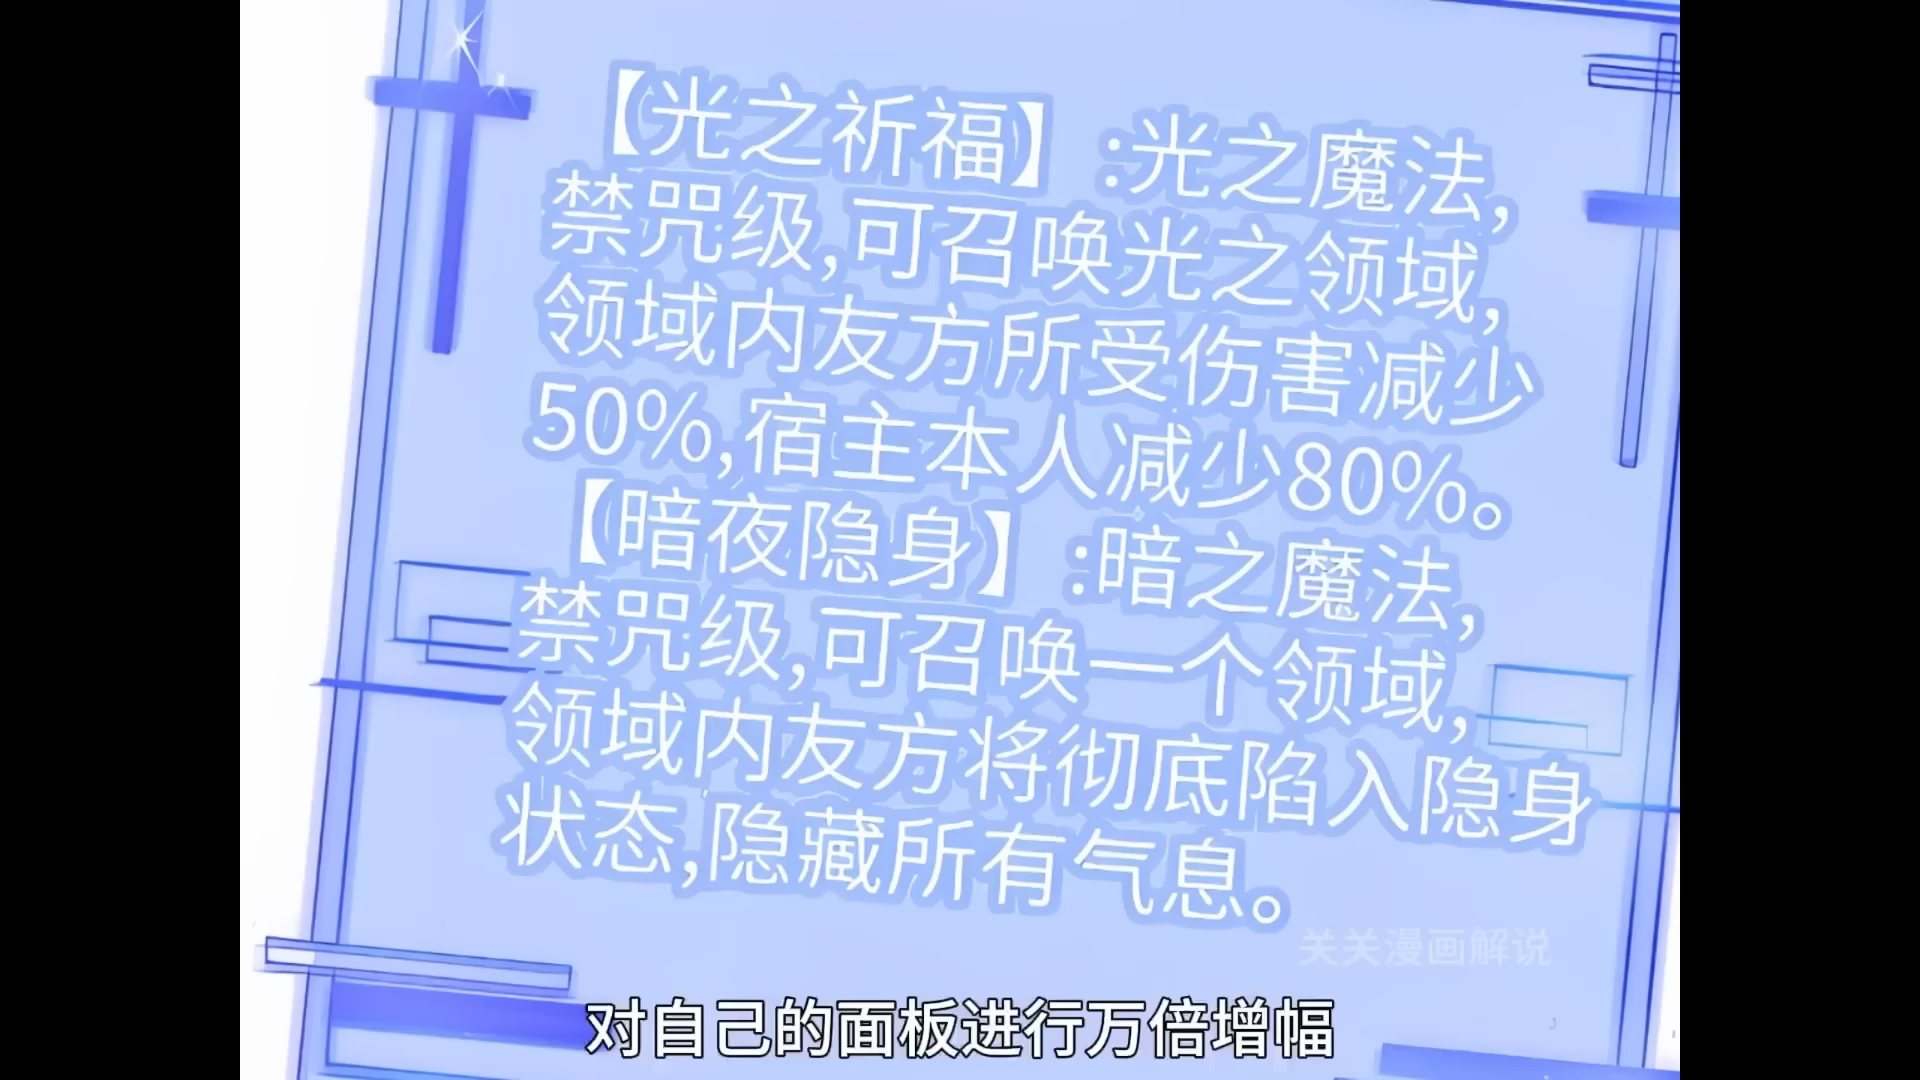 【光之祈福】:光之魔法,
禁咒级,可召唤光之领域,
领域内友方所受伤害减少
50%,宿主本人减少80%。
【暗夜隐身】:暗之魔法,
禁咒级,可召唤一个领域,
领域内友方将彻底陷入隐身
状态,隐藏所有气息。
关关漫画解说
对自己的面板进行万倍增幅